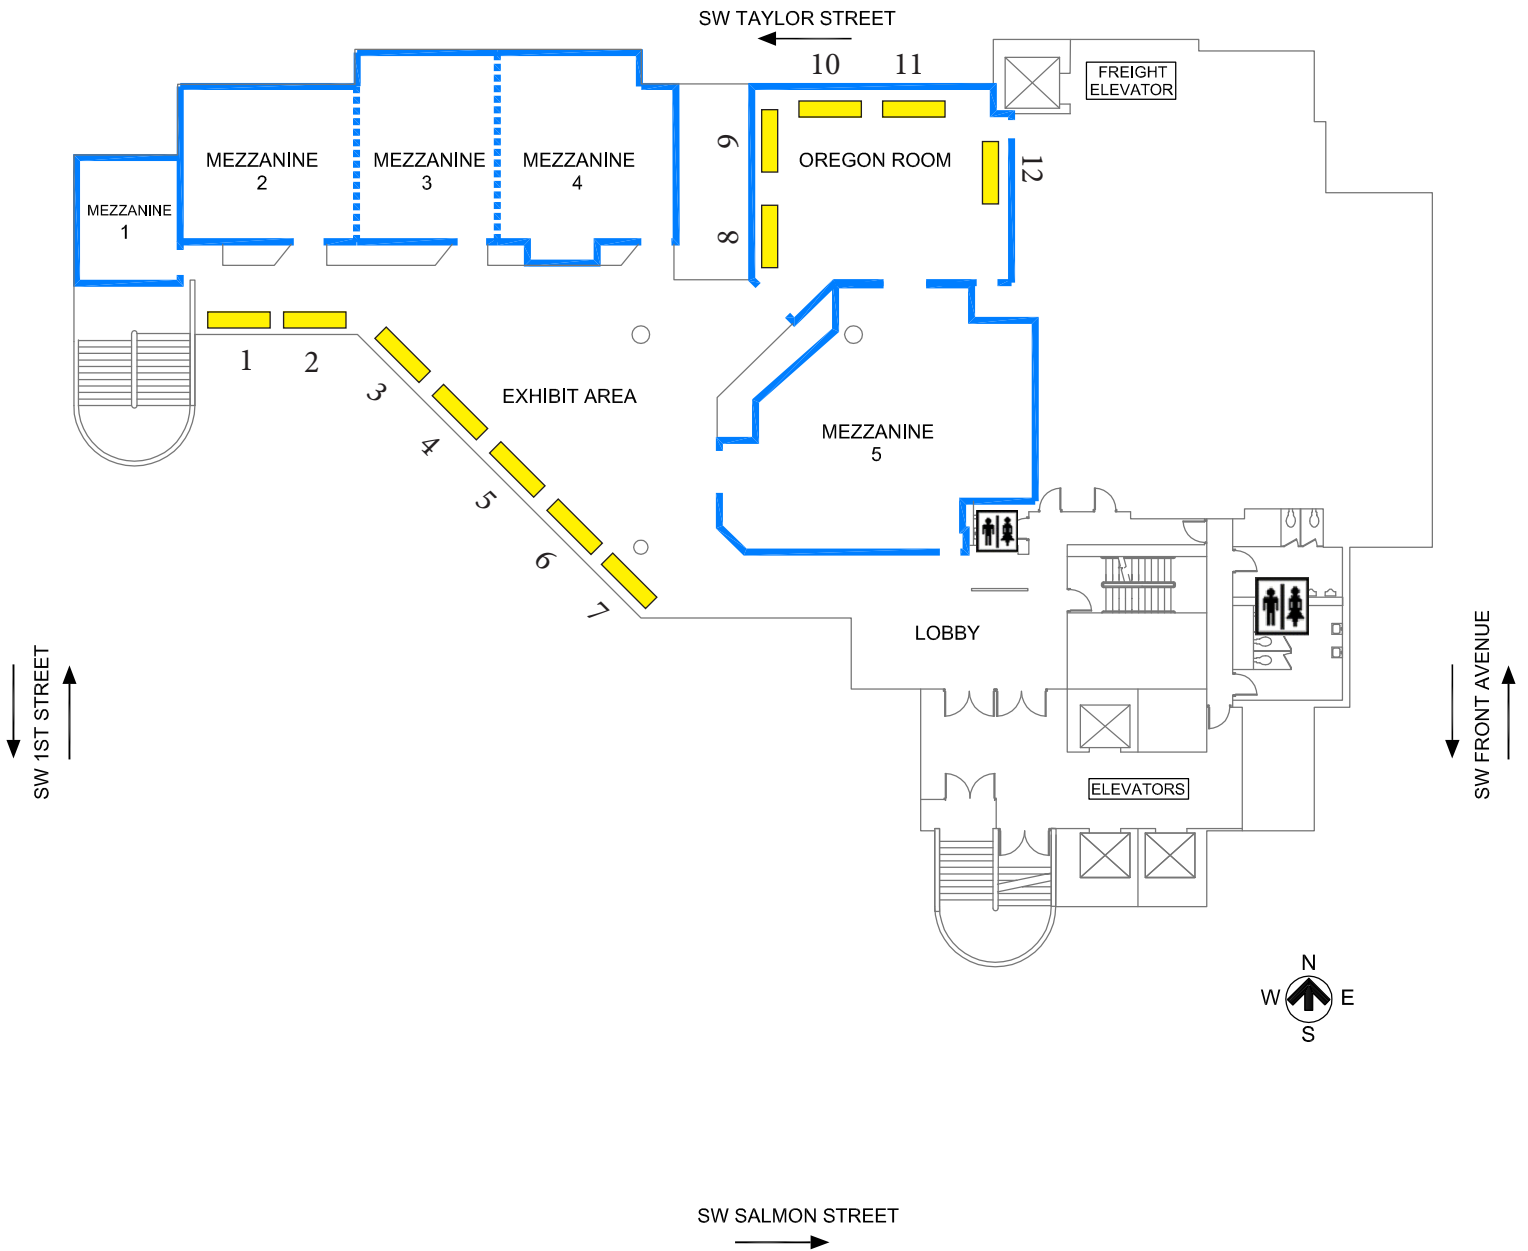 SW TAYLOR STREET
10
11
FREIGHT
ELEVATOR
9
OREGON ROOM
12
8
MEZZANINE
2
MEZZANINE
3
MEZZANINE
4
MEZZANINE
1
1
2
3
4
5
6
7
EXHIBIT AREA
MEZZANINE
5
LOBBY
SW 1ST STREET
SW FRONT AVENUE
ELEVATORS
N
W
E
S
SW SALMON STREET